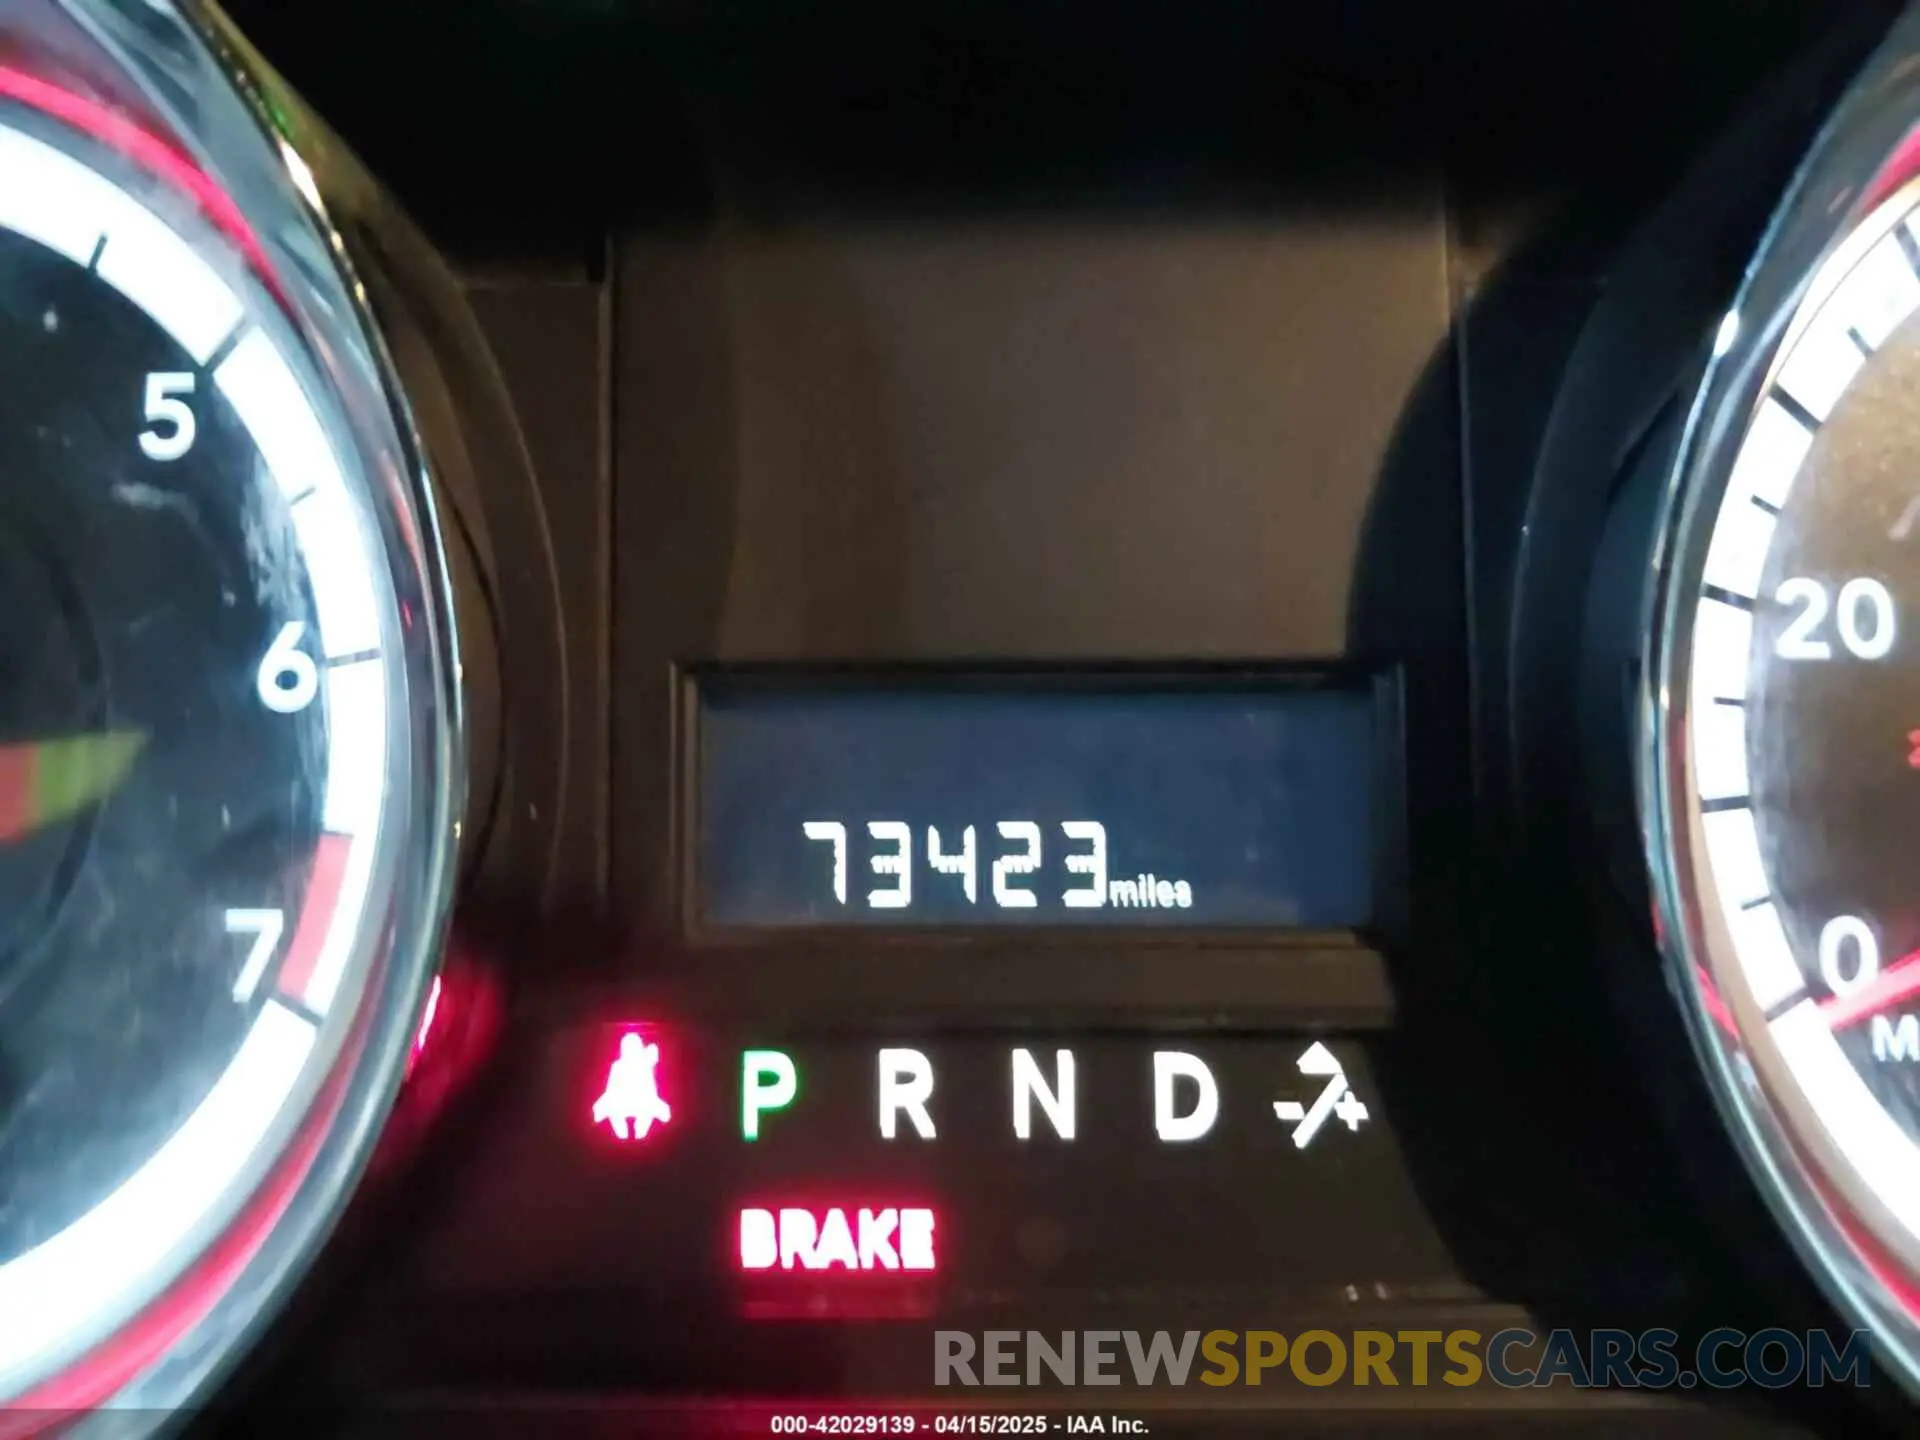 5
6
7
20
0
M
73423 miles
P R N D - +
BRAKE
RENEWSPORTSCARS.COM
000-42029139 - 04/15/2025 - IAA Inc.